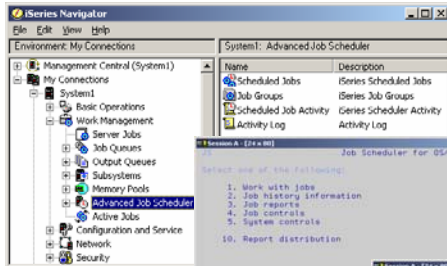 iSeries Navigator
File Edit View Help
Environment: My Connections
System1: Advanced Job Scheduler
Management Central (System1)
My Connections
System1
Basic Operations
Work Management
Server Jobs
Job Queues
Output Queues
Subsystems
Memory Pools
Advanced Job Scheduler
Active Jobs
Configuration and Service
Network
Security
Name Description
Scheduled Jobs iSeries Scheduled Jobs
Job Groups iSeries Job Groups
Scheduled Job Activity iSeries Scheduler Activity
Activity Log Activity Log
Session A - [24 x 80]
Job Scheduler for OS/
Select one of the following:
1. Work with jobs
2. Job history information
3. Job reports
4. Job controls
5. System controls
10. Report distribution